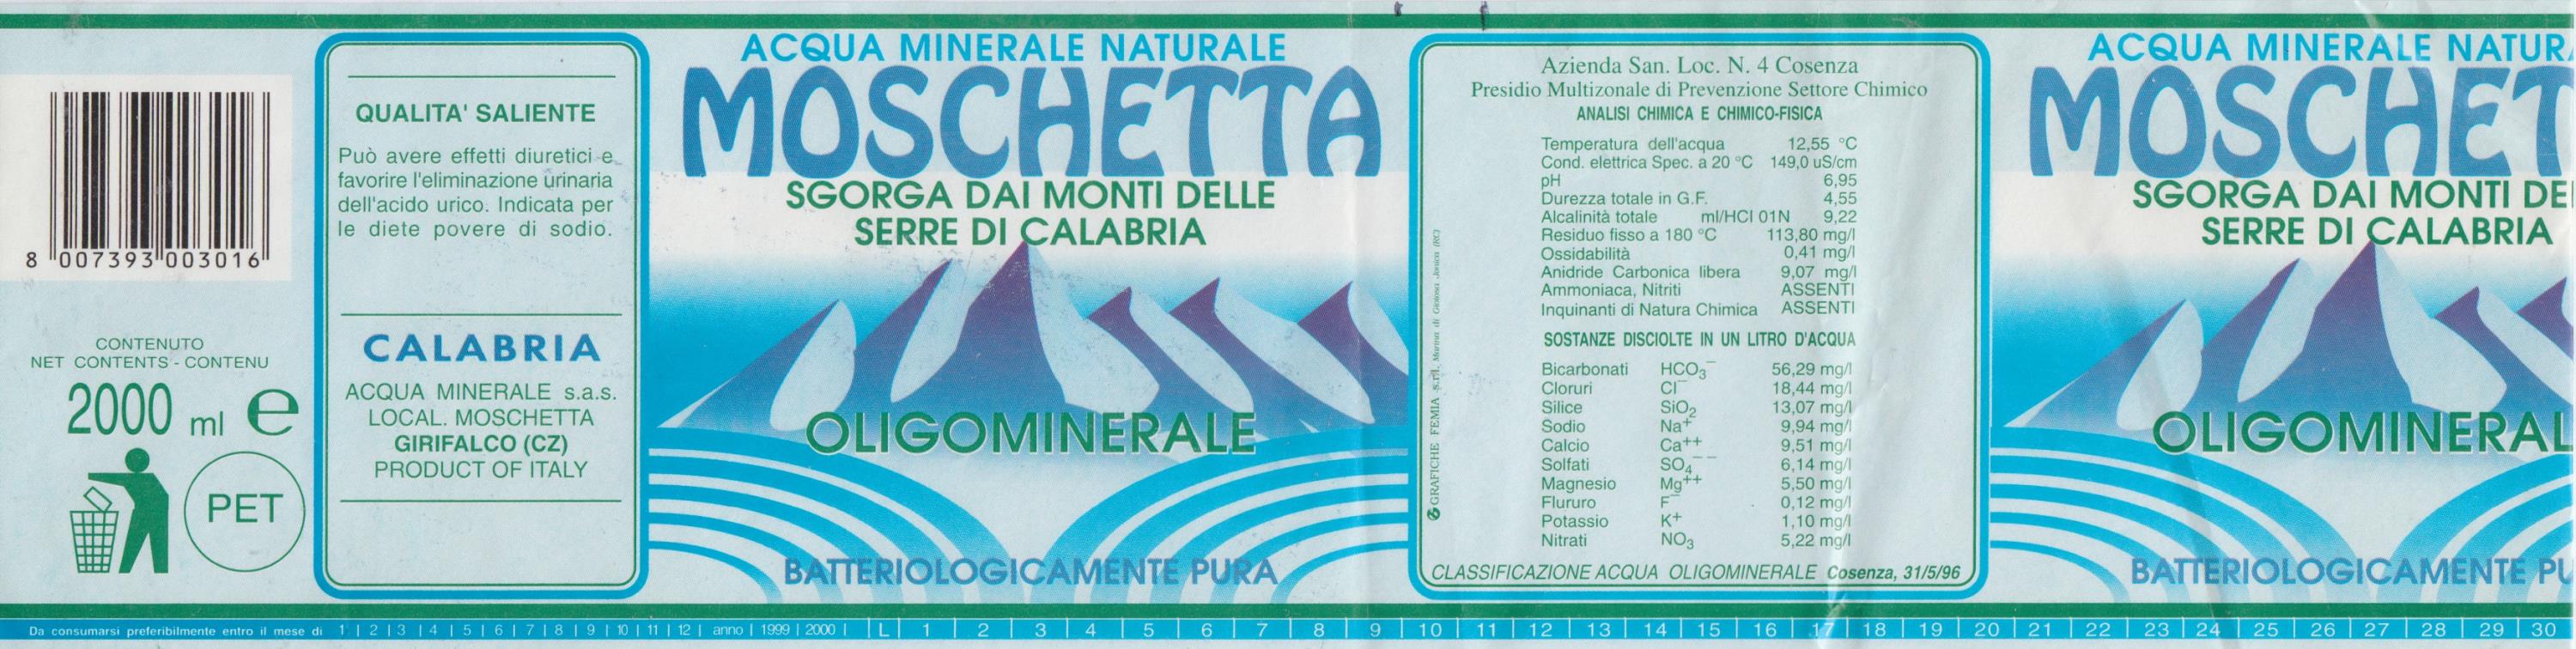 8 007393 003016
CONTENUTO
NET CONTENTS - CONTENU
2000 ml e
PET
QUALITA' SALIENTE
Può avere effetti diuretici e
favorire l'eliminazione urinaria
dell'acido urico. Indicata per
le diete povere di sodio.
CALABRIA
ACQUA MINERALE s.a.s.
LOCAL. MOSCHETTA
GIRIFALCO (CZ)
PRODUCT OF ITALY
ACQUA MINERALE NATURALE
MOSCHETTA
SGORGA DAI MONTI DELLE
SERRE DI CALABRIA
OLIGOMINERALE
BATTERIOLOGICAMENTE PURA
GRAFICHE FEMIA s.r.l. Marina di Gioiosa Jonica (RC)
Azienda San. Loc. N. 4 Cosenza
Presidio Multizonale di Prevenzione Settore Chimico
ANALISI CHIMICA E CHIMICO-FISICA
Temperatura dell'acqua 12,55 °C
Cond. elettrica Spec. a 20 °C 149,0 uS/cm
pH 6,95
Durezza totale in G.F. 4,55
Alcalinità totale ml/HCl 01N 9,22
Residuo fisso a 180 °C 113,80 mg/l
Ossidabilità 0,41 mg/l
Anidride Carbonica libera 9,07 mg/l
Ammoniaca, Nitriti ASSENTI
Inquinanti di Natura Chimica ASSENTI
SOSTANZE DISCIOLTE IN UN LITRO D'ACQUA
Bicarbonati HCO₃⁻ 56,29 mg/l
Cloruri Cl⁻ 18,44 mg/l
Silice SiO₂ 13,07 mg/l
Sodio Na⁺ 9,94 mg/l
Calcio Ca⁺⁺ 9,51 mg/l
Solfati SO₄⁻⁻ 6,14 mg/l
Magnesio Mg⁺⁺ 5,50 mg/l
Flururo F⁻ 0,12 mg/l
Potassio K+ 1,10 mg/l
Nitrati NO₃ 5,22 mg/l
CLASSIFICAZIONE ACQUA OLIGOMINERALE Cosenza, 31/5/96
ACQUA MINERALE NATUR
MOSCHET
SGORGA DAI MONTI DE
SERRE DI CALABRIA
OLIGOMINERAL
BATTERIOLOGICAMENTE PU
Da consumarsi preferibilmente entro il mese di 1 | 2 | 3 | 4 | 5 | 6 | 7 | 8 | 9 | 10 | 11 | 12 | anno | 1999 | 2000 | L | 1 | 2 | 3 | 4 | 5 | 6 | 7 | 8 | 9 | 10 | 11 | 12 | 13 | 14 | 15 | 16 | 17 | 18 | 19 | 20 | 21 | 22 | 23 | 24 | 25 | 26 | 27 | 28 | 29 | 30